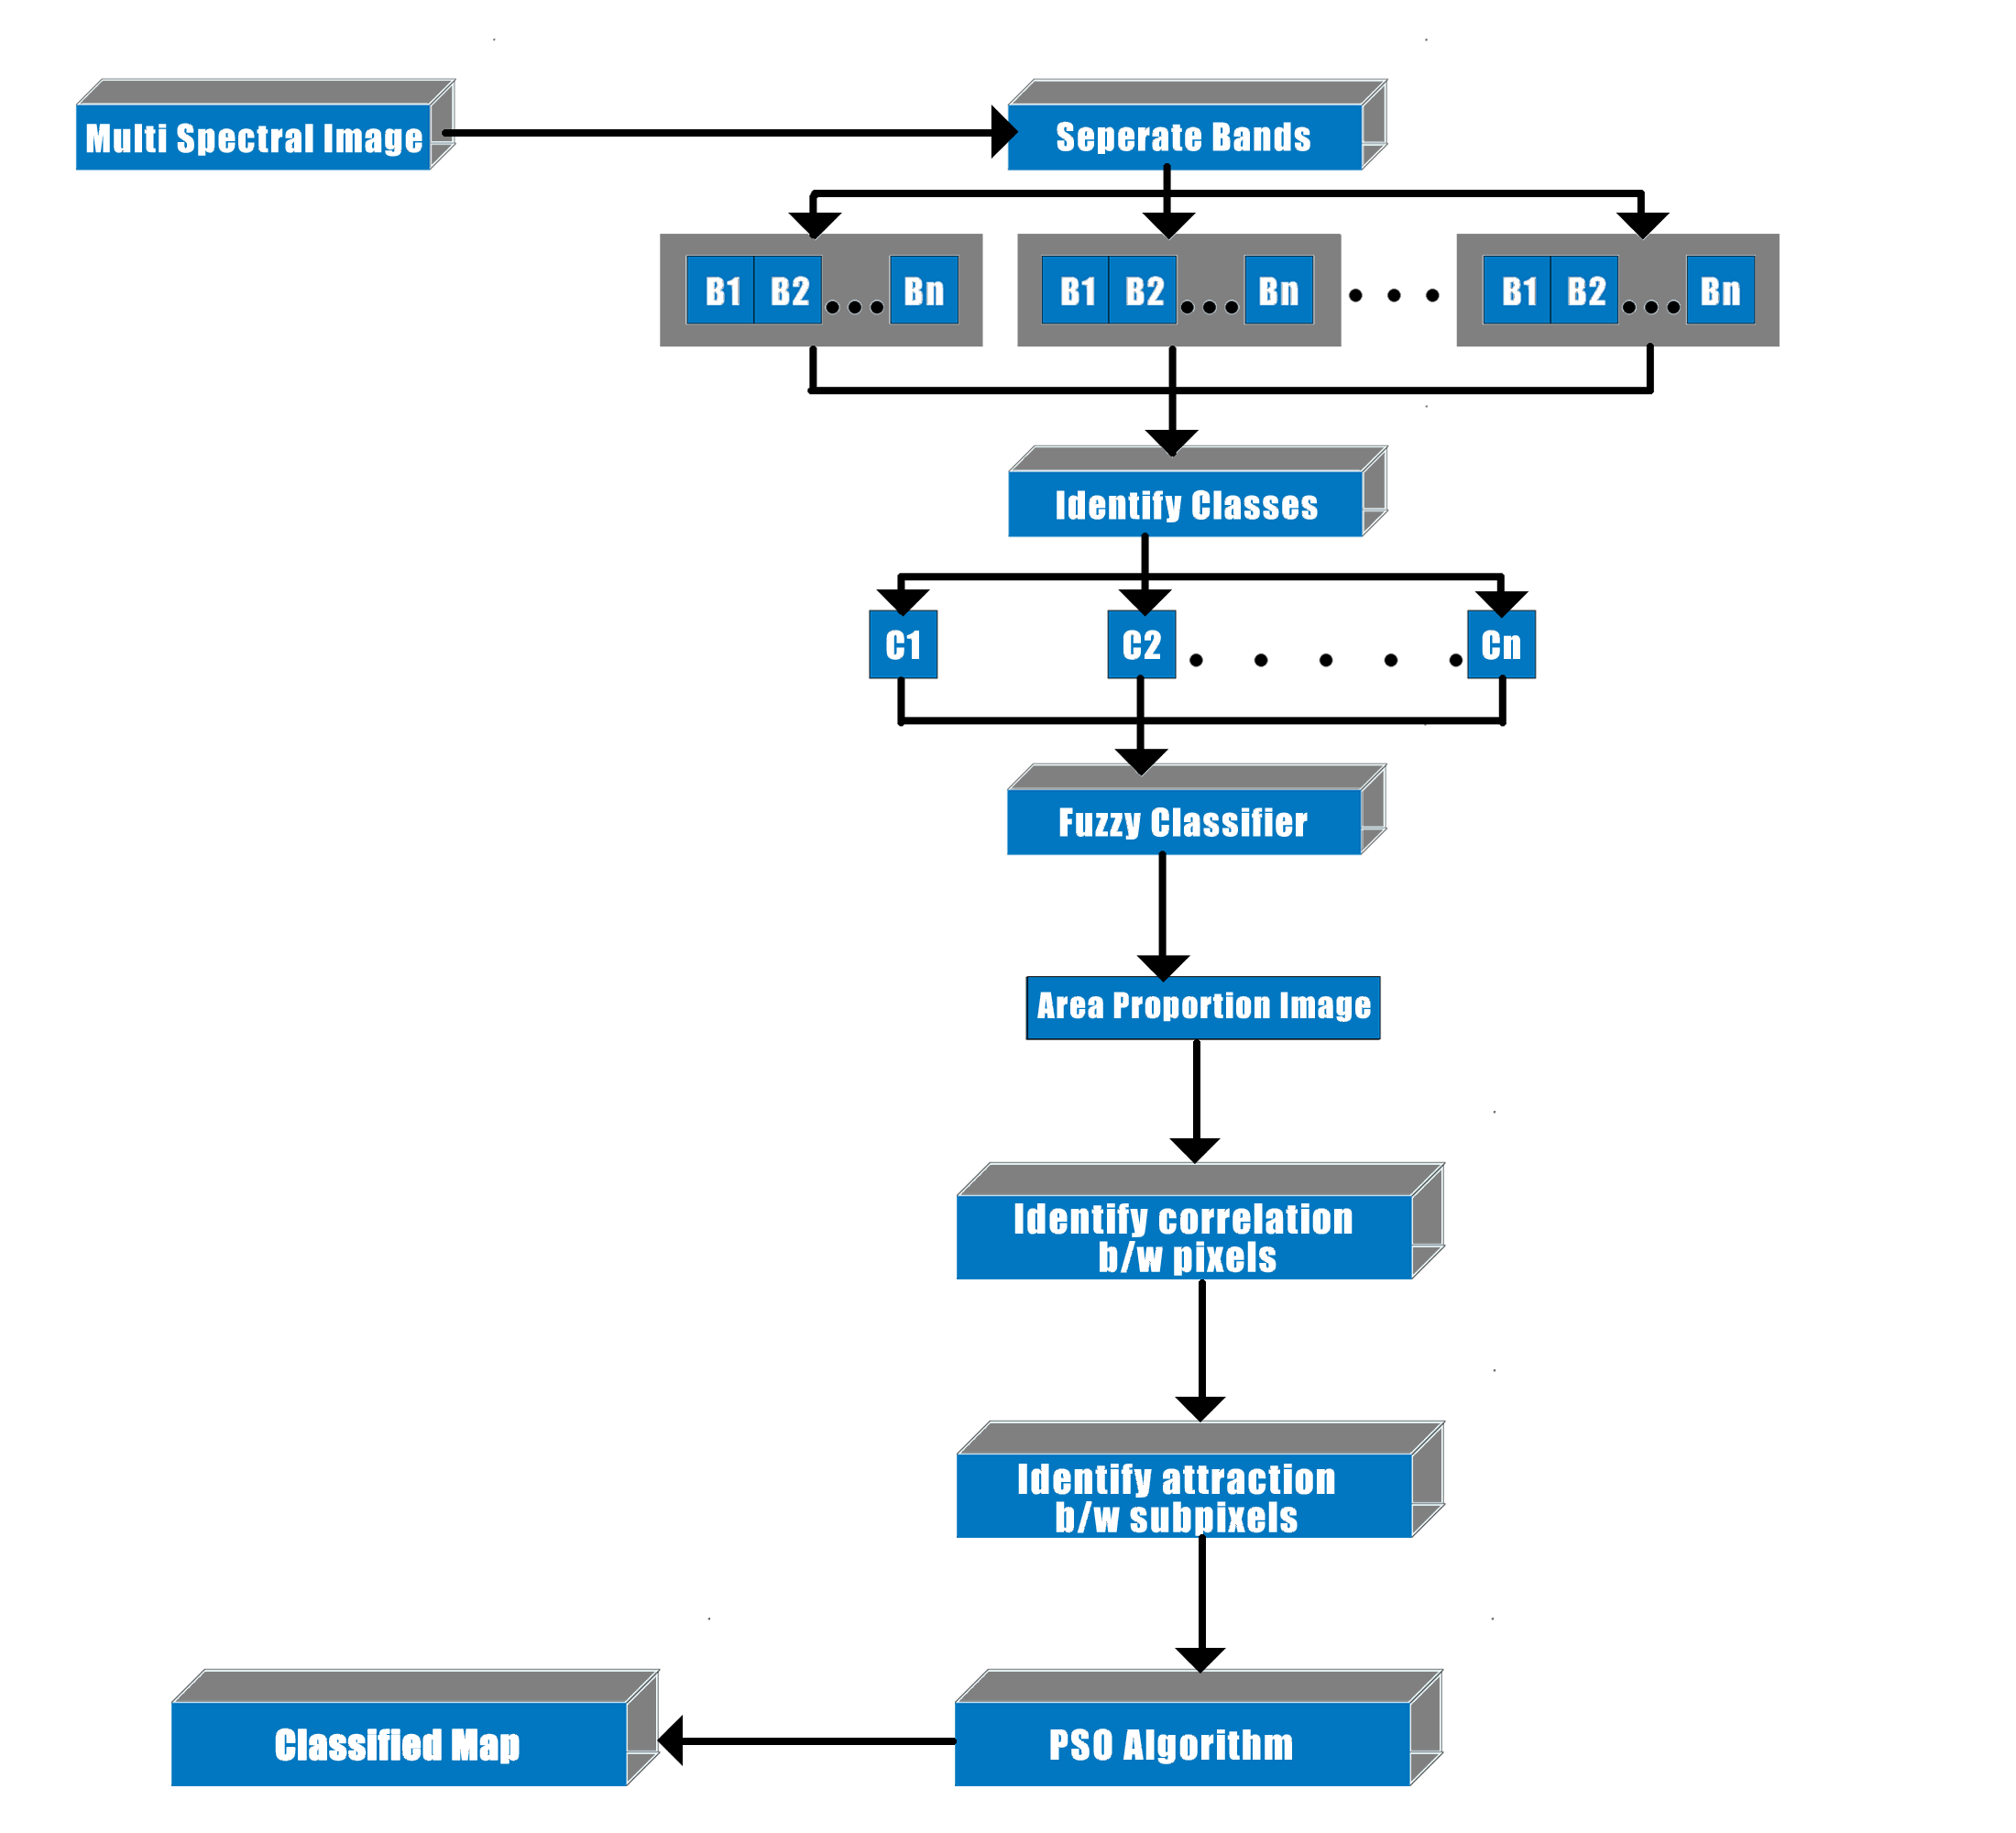 Multi Spectral Image
Seperate Bands
B1 B2 ... Bn B1 B2 ... Bn . . . B1 B2 ... Bn
Identify Classes
C1 C2 . . . . . Cn
Fuzzy Classifier
Area Proportion Image
Identify correlation
b/w pixels
Identify attraction
b/w subpixels
Classified Map
PSO Algorithm